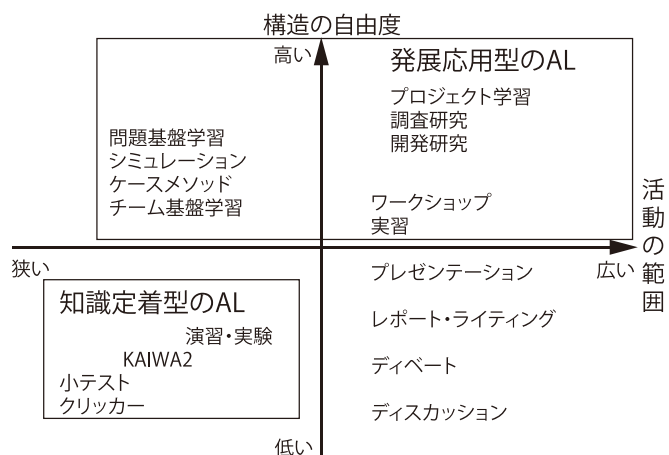 構造の自由度
高い
発展応用型のAL
プロジェクト学習
調査研究
開発研究
問題基盤学習
シミュレーション
ケースメソッド
チーム基盤学習
ワークショップ
実習
活動の範囲
狭い
広い
プレゼンテーション
知識定着型のAL
レポート・ライティング
演習・実験
KAIWA2
ディベート
小テスト
クリッカー
ディスカッション
低い